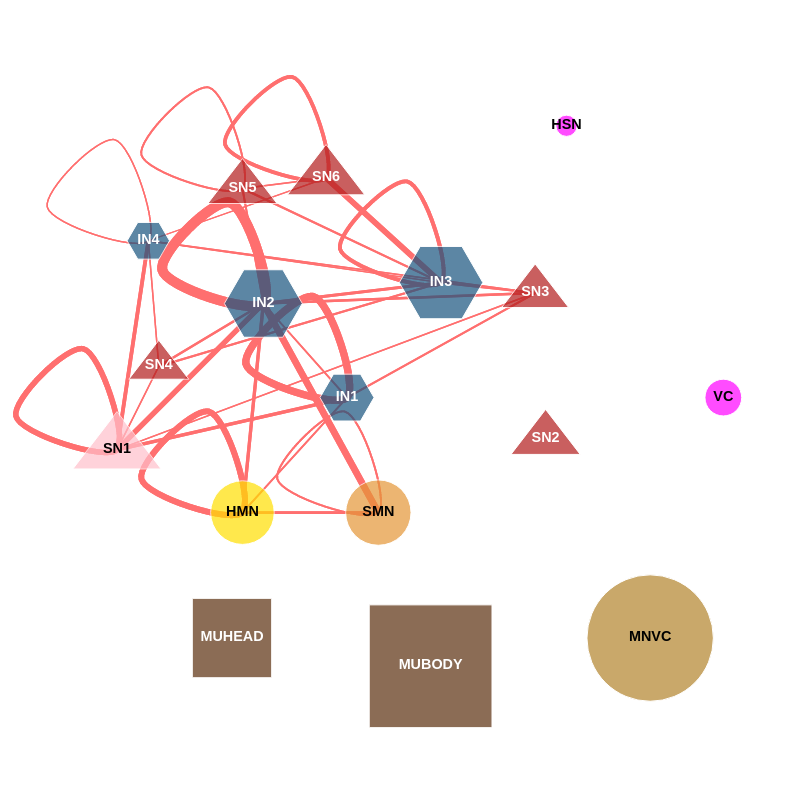 HSN
SN6
SN5
IN4
IN3
SN3
IN2
SN4
IN1
VC
SN2
SN1
HMN
SMN
MUHEAD
MNVC
MUBODY